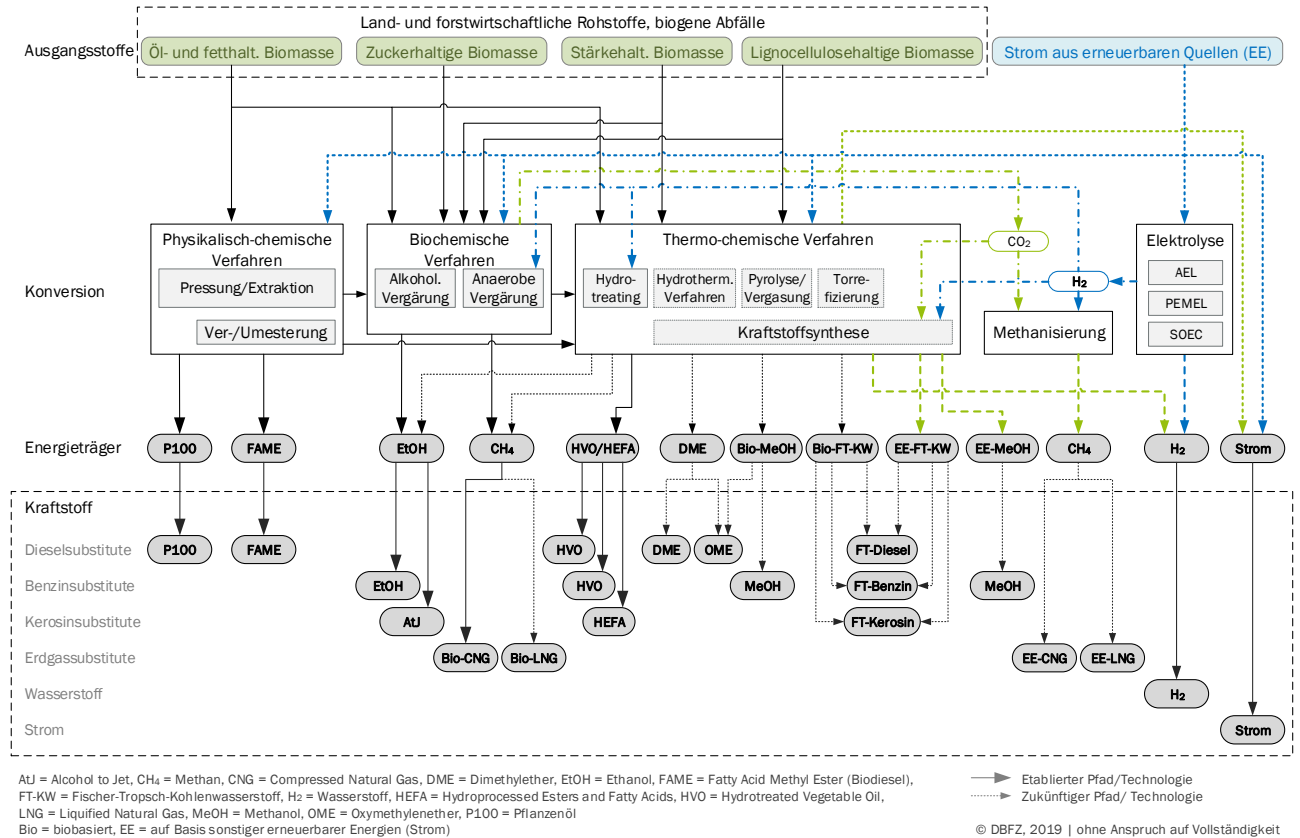 Land- und forstwirtschaftliche Rohstoffe, biogene Abfälle
Ausgangsstoffe
Öl- und fetthalt. Biomasse
Zuckerhaltige Biomasse
Stärkehalt. Biomasse
Lignocellulosehaltige Biomasse
Strom aus erneuerbaren Quellen (EE)
Konversion
Physikalisch-chemische
Verfahren
Pressung/Extraktion
Ver-/Umesterung
Biochemische
Verfahren
Alkohol.
Vergärung
Anaerobe
Vergärung
Thermo-chemische Verfahren
Hydro-
treating
Hydrotherm.
Verfahren
Pyrolyse/
Vergasung
Torre-
fizierung
Kraftstoffsynthese
CO₂
H₂
Methanisierung
Elektrolyse
AEL
PEMEL
SOEC
Energieträger
P100
FAME
EtOH
CH₄
HVO/HEFA
DME
Bio-MeOH
Bio-FT-KW
EE-FT-KW
EE-MeOH
CH₄
H₂
Strom
Kraftstoff
Dieselsubstitute
P100
FAME
HVO
DME
OME
FT-Diesel
Benzinsubstitute
EtOH
HVO
MeOH
FT-Benzin
MeOH
Kerosinsubstitute
AtJ
HEFA
FT-Kerosin
Erdgassubstitute
Bio-CNG
Bio-LNG
EE-CNG
EE-LNG
Wasserstoff
H₂
Strom
Strom
AtJ = Alcohol to Jet, CH₄ = Methan, CNG = Compressed Natural Gas, DME = Dimethylether, EtOH = Ethanol, FAME = Fatty Acid Methyl Ester (Biodiesel),
FT-KW = Fischer-Tropsch-Kohlenwasserstoff, H₂ = Wasserstoff, HEFA = Hydroprocessed Esters and Fatty Acids, HVO = Hydrotreated Vegetable Oil,
LNG = Liquified Natural Gas, MeOH = Methanol, OME = Oxymethylenether, P100 = Pflanzenöl
Bio = biobasiert, EE = auf Basis sonstiger erneuerbarer Energien (Strom)
Etablierter Pfad/Technologie
Zukünftiger Pfad/ Technologie
© DBFZ, 2019 | ohne Anspruch auf Vollständigkeit